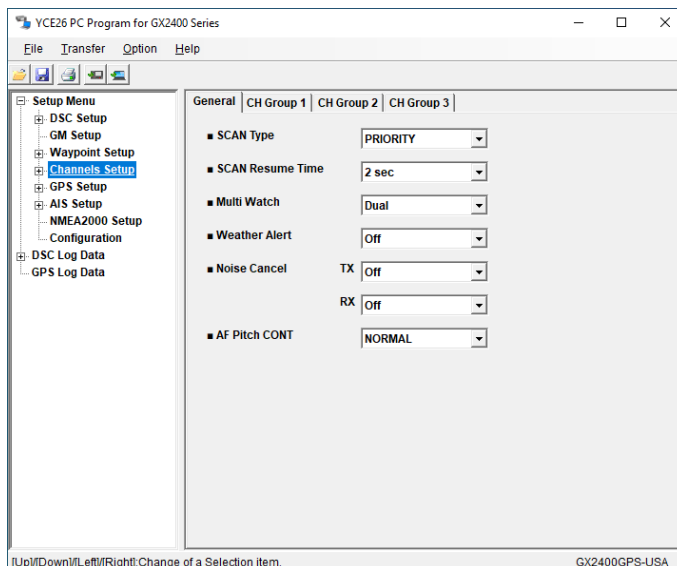 YCE26 PC Program for GX2400 Series
File Transfer Option Help
Setup Menu
DSC Setup
GM Setup
Waypoint Setup
Channels Setup
GPS Setup
AIS Setup
NMEA2000 Setup
Configuration
DSC Log Data
GPS Log Data
General CH Group 1 CH Group 2 CH Group 3
SCAN Type PRIORITY
SCAN Resume Time 2 sec
Multi Watch Dual
Weather Alert Off
Noise Cancel TX Off
RX Off
AF Pitch CONT NORMAL
[Up]/[Down]/[Left]/[Right]:Change of a Selection item. GX2400GPS-USA